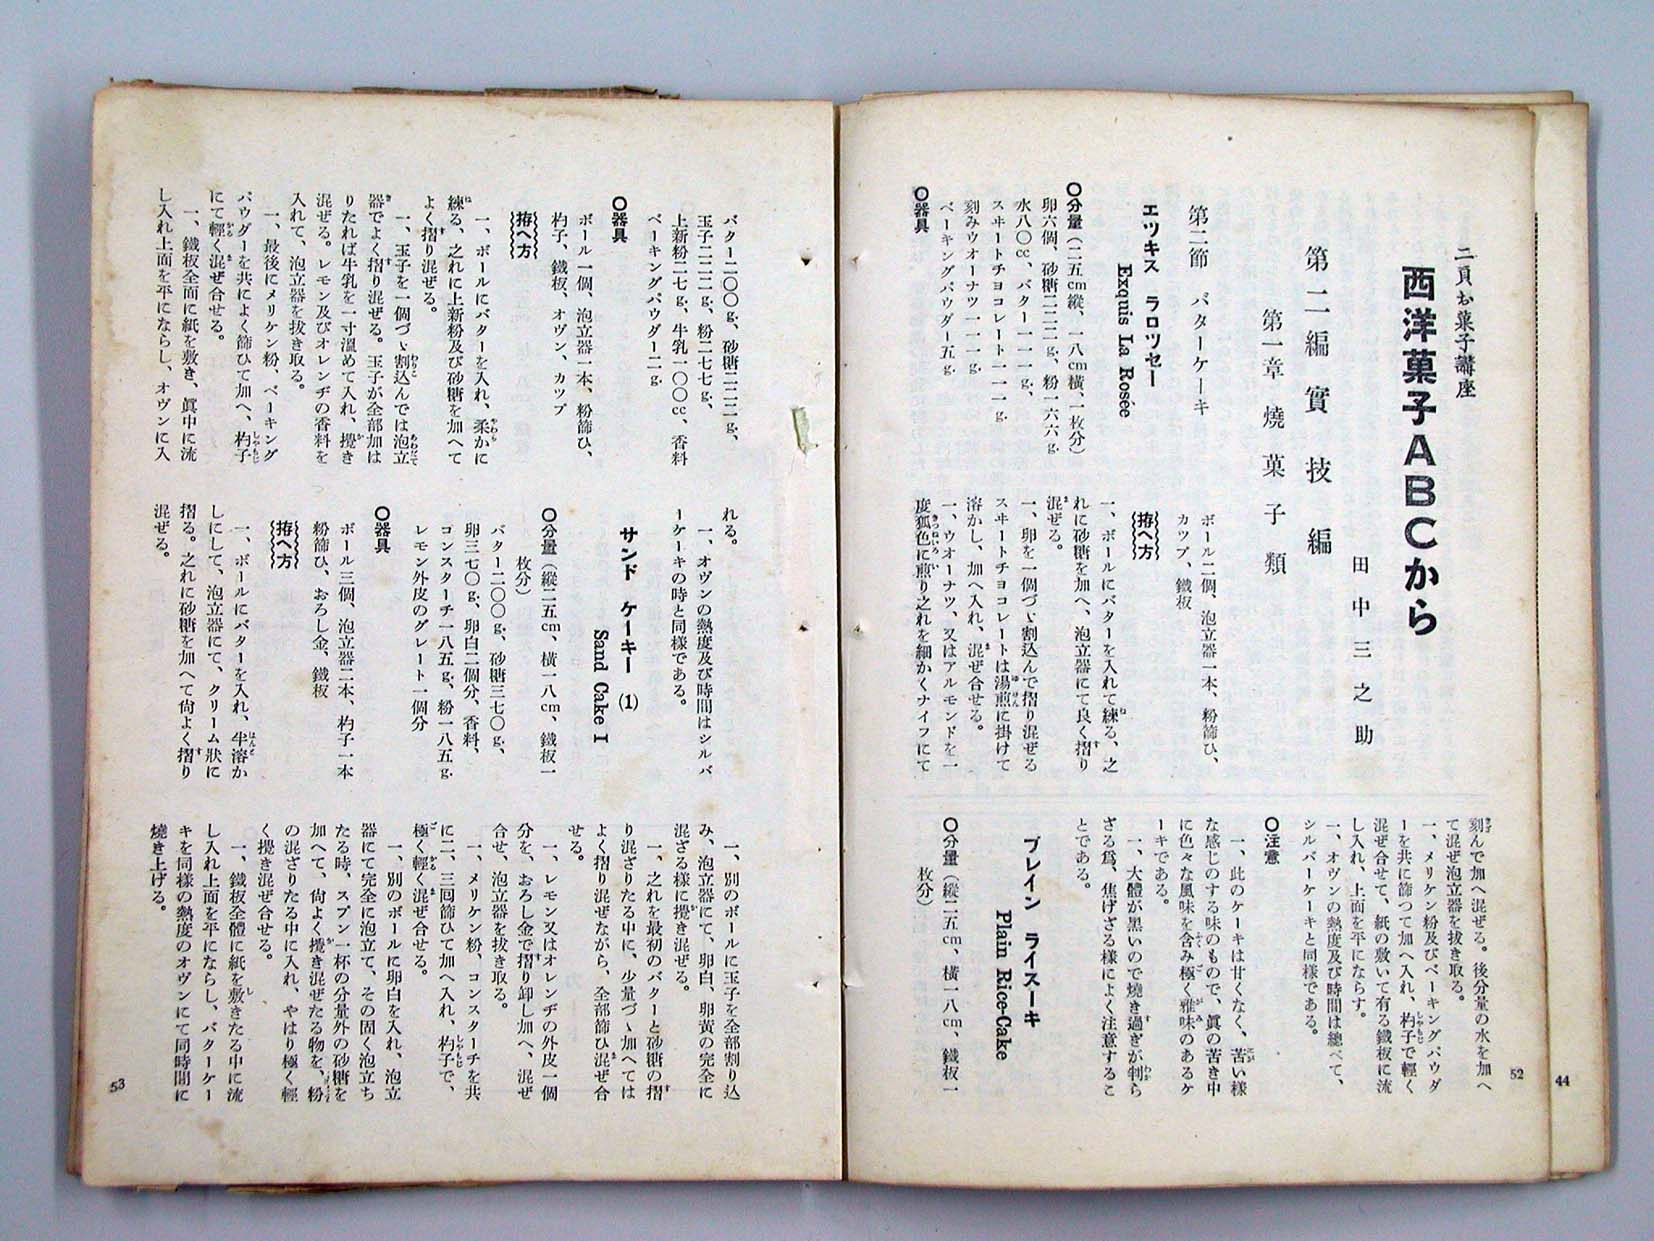 二頁お菓子講座
西洋菓子ABCから
田中三之助
第二編實技編
第一章燒菓子類
第二節 バターケーキ
エツキス ラロツセー
Exquis La Rosée
〇分量(二五cm縱、一八cm橫、一枚分)
卵六個、砂糖二二二g、粉一六六g、
水八〇cc、バター一一一g、
スヰートチヨコレート一一一g
刻みウオーナツ一一一g、
ベーキングパウダー五g、
〇器具
ボール二個、泡立器一本、粉篩ひ、
カツプ、鐵板
拵へ方
一、ボールにバターを入れて練る、之
れに砂糖を加へ、泡立器にて良く摺り
混ぜる。
一、卵を一個づゝ割込んで摺り混ぜる
スヰートチヨコレートは湯煎に掛けて
溶かし、加へ入れ、混ぜ合せる。
一、ウオーナツ、又はアルモンドを一
度狐色に煎り之れを細かくナイフにて
刻んで加へ混ぜる。後分量の水を加へ
て混ぜ泡立器を抜き取る。
一、メリケン粉及びベーキングパウダ
ーを共に篩つて加へ入れ、杓子で輕く
混ぜ合せて、紙の敷いて有る鐵板に流
し入れ、上面を平にならす。
一、オヴンの熱度及び時間は總べて、
シルバーケーキと同樣である。
〇注意
一、此のケーキは甘くなく、苦い樣
な感じのする味のもので、眞の苦き中
に色々な風味を含み極く雅味のあるケ
ーキである。
一、大體が黑いので燒き過ぎが判ら
ざる爲、焦げざる樣によく注意するこ
とである。
プレイン ライスーキ
Plain Rice-Cake
〇分量(縱二五cm、橫一八cm、鐵板一
枚分)
52
44
バター二〇〇g、砂糖二二二g、
玉子二二二g、粉二七七g、
上新粉二七g、牛乳一〇〇cc、香料
ベーキングパウダー二g、
〇器具
ボール一個、泡立器一本、粉篩ひ、
杓子、鐵板、オヴン、カツプ
拵へ方
一、ボールにバターを入れ、柔かに
練る、之れに上新粉及び砂糖を加へて
よく摺り混ぜる。
一、玉子を一個づゝ割込んでは泡立
器でよく摺り混ぜる。玉子が全部加は
りたれば牛乳を一寸溫めて入れ、攪き
混ぜる。レモン及びオレンヂの香料を
入れて、泡立器を抜き取る。
一、最後にメリケン粉、ベーキング
パウダーを共によく篩ひて加へ、杓子
にて輕く混ぜ合せる。
一、鐵板全面に紙を敷き、眞中に流
し入れ上面を平にならし、オヴンに入
れる。
一、オヴンの熱度及び時間はシルバ
ーケキの時と同樣である。
サンド ケーキー (1)
Sand Cake I
〇分量(縱二五cm、橫一八cm、鐵板一
枚分)
バター二〇〇g、砂糖三七〇g、
卵三七〇g、卵白二個分、香料、
コンスターチ一八五g、粉一八五g、
レモン外皮のグレート一個分
〇器具
ボール三個、泡立器二本、杓子一本
粉篩ひ、おろし金、鐵板
拵へ方
一、ボールにバターを入れ、半溶か
しにして、泡立器にて、クリーム狀に
摺る。之れに砂糖を加へて尙よく摺り
混ぜる。
一、別のボールに玉子を全部割り込
み、泡立器にて、卵白、卵黃の完全に
混ざる樣に攪き混ぜる。
一、之れを最初のバターと砂糖の摺
り混ざりたる中に、少量づゝ加へては
よく摺り混ぜながら、全部篩ひ混ぜ合
せる。
一、レモン又はオレンヂの外皮一個
分を、おろし金で摺り卸し加へ、混ぜ
合せ、泡立器を抜き取る。
一、メリケン粉、コンスターチを共
に二、三囘篩ひて加へ入れ、杓子で、
極く輕く混ぜ合せる。
一、別のボールに卵白を入れ、泡立
器にて完全に泡立て、その固く泡立ち
たる時、スプン一杯の分量外の砂糖を
加へて、尙よく攪き混ぜたる物を、粉
の混ざりたる中に入れ、やはり極く輕
く攪き混ぜ合せる。
一、鐵板全體に紙を敷きたる中に流
し入れ上面を平にならし、バターケー
キを同樣の熱度のオヴンにて同時間に
燒き上げる。
53